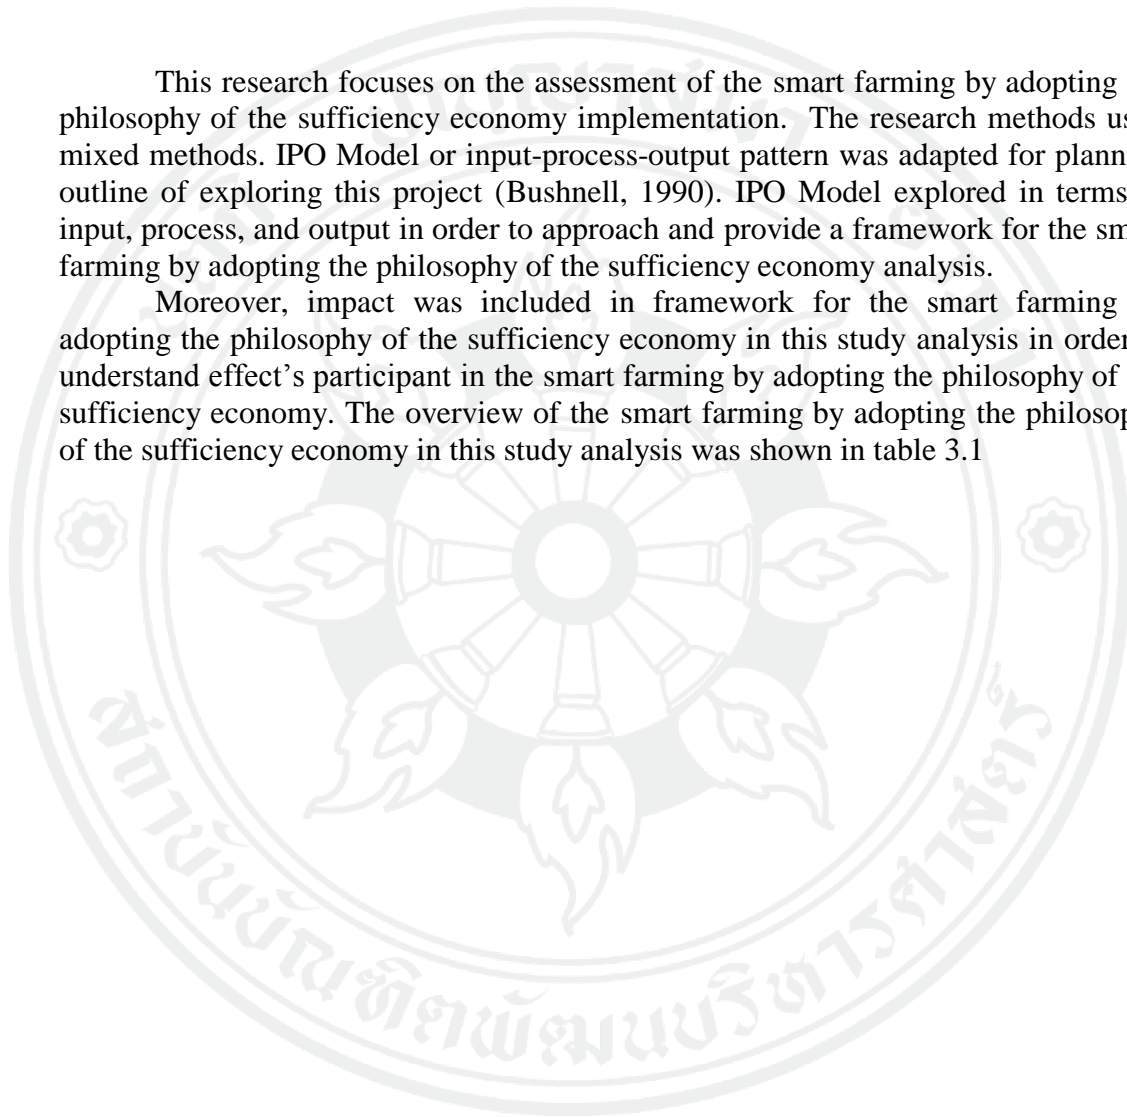 This research focuses on the assessment of the smart farming by adopting
philosophy of the sufficiency economy implementation. The research methods us
mixed methods. IPO Model or input-process-output pattern was adapted for planni
outline of exploring this project (Bushnell, 1990). IPO Model explored in terms
input, process, and output in order to approach and provide a framework for the sm
farming by adopting the philosophy of the sufficiency economy analysis.
Moreover, impact was included in framework for the smart farming
adopting the philosophy of the sufficiency economy in this study analysis in order
understand effect’s participant in the smart farming by adopting the philosophy of
sufficiency economy. The overview of the smart farming by adopting the philosop
of the sufficiency economy in this study analysis was shown in table 3.1
สถาบันบัณฑิตพัฒนบริหารศาสตร์